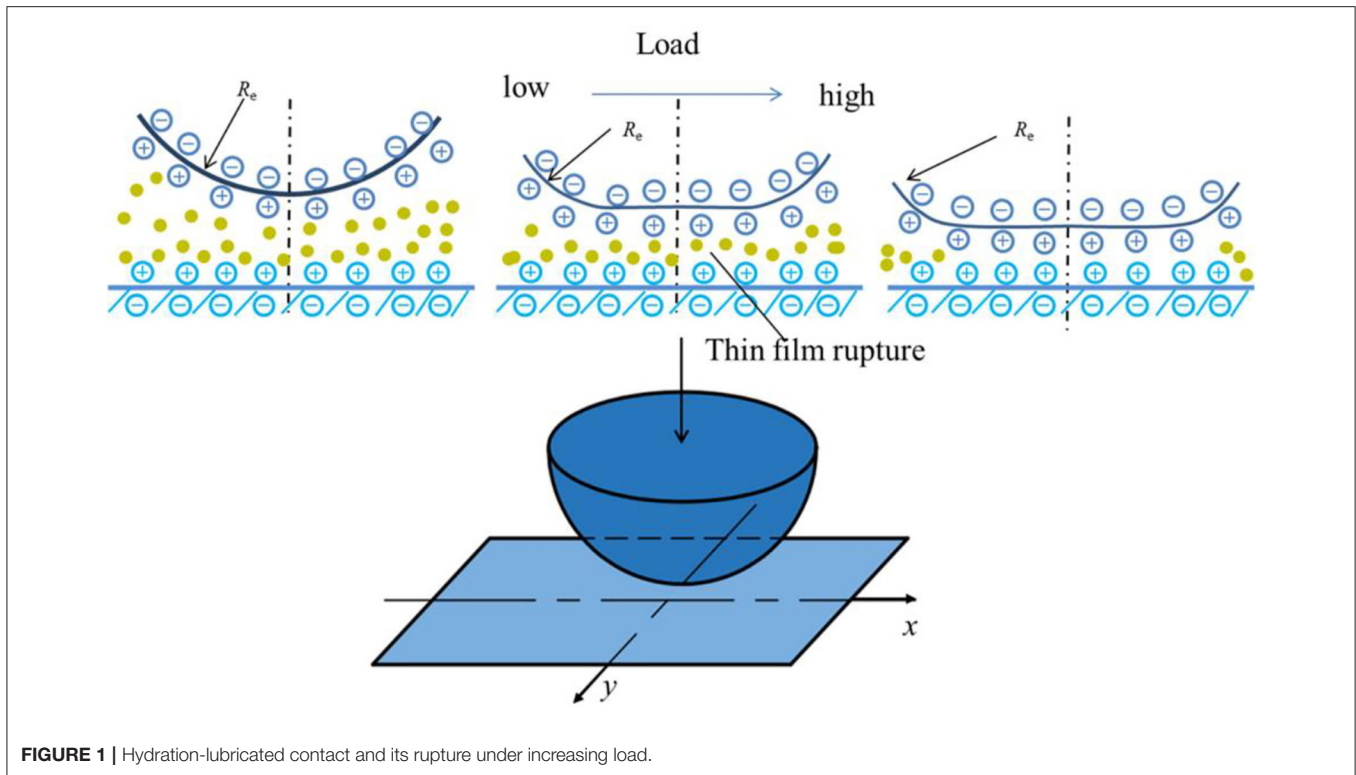 Load
low
high
Re
Re
Re
Thin film rupture
x
y
FIGURE 1 | Hydration-lubricated contact and its rupture under increasing load.